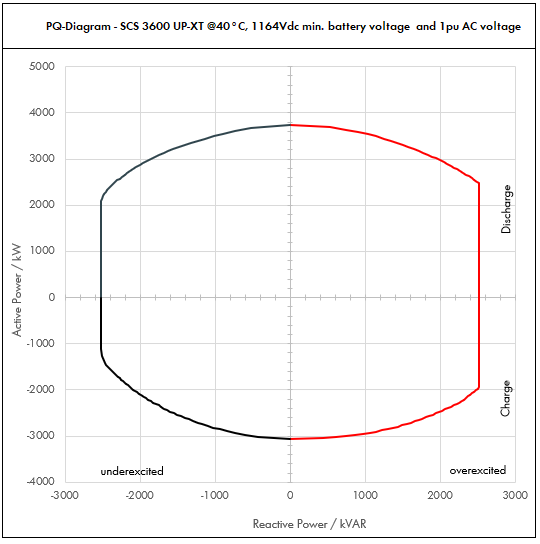 PQ-Diagram - SCS 3600 UP-XT @40°C, 1164Vdc min. battery voltage and 1pu AC voltage
5000
4000
3000
2000
1000
0
-1000
-2000
-3000
-4000
Active Power / kW
Discharge
Charge
underexcited
overexcited
-3000 -2000 -1000 0 1000 2000 3000
Reactive Power / kVAR